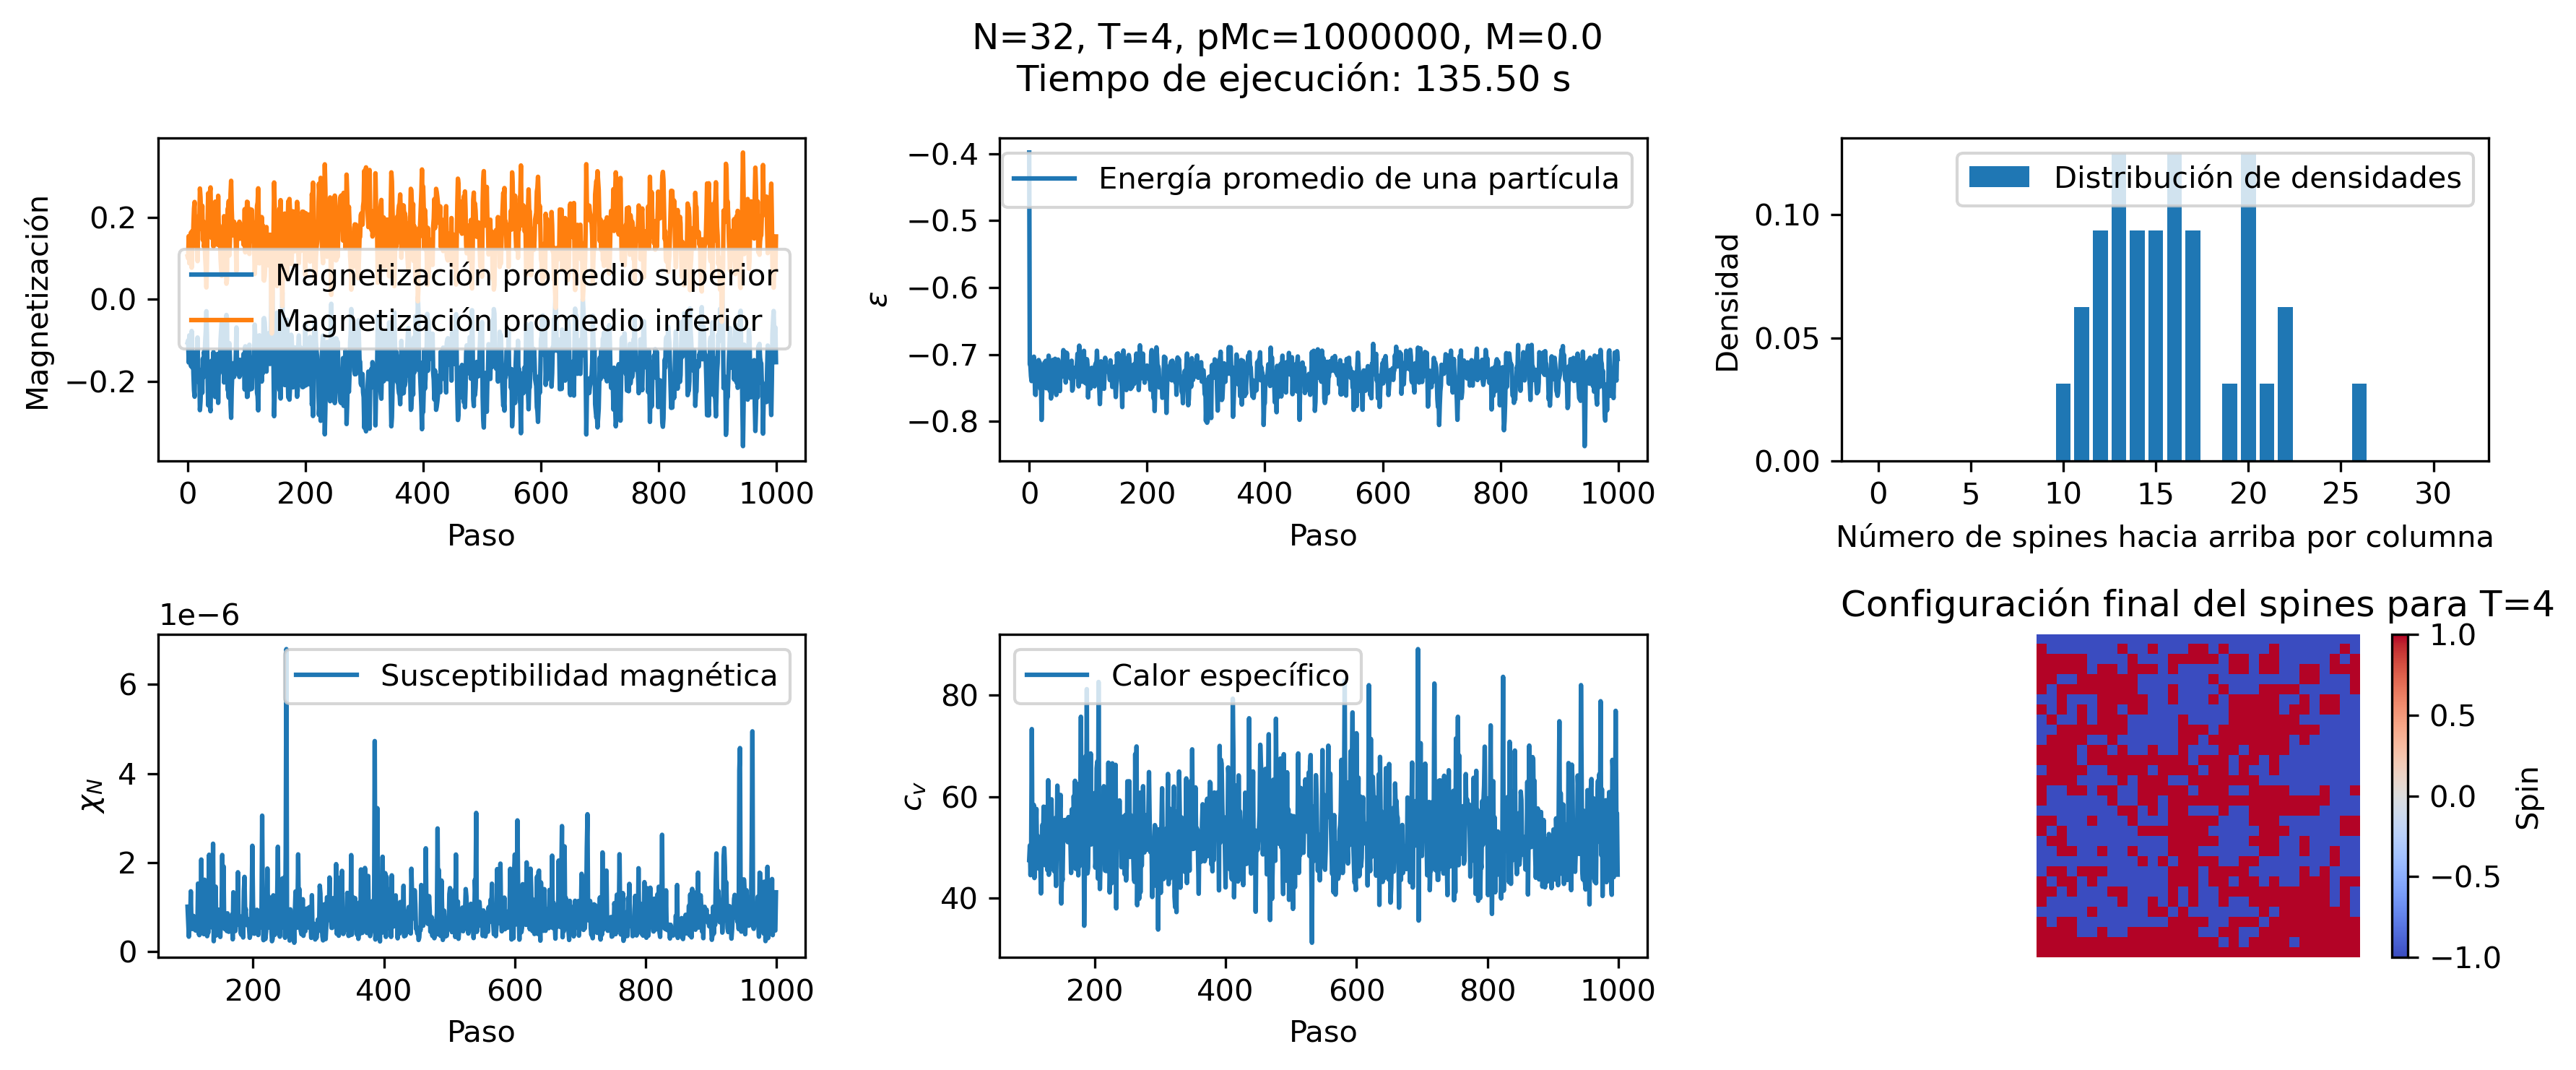 N=32, T=4, pMc=1000000, M=0.0
Tiempo de ejecución: 135.50 s
Magnetización
0.2
0.0
−0.2
Magnetización promedio superior
Magnetización promedio inferior
0 200 400 600 800 1000
Paso
ε
−0.4
−0.5
−0.6
−0.7
−0.8
Energía promedio de una partícula
0 200 400 600 800 1000
Paso
Densidad
0.10
0.05
0.00
Distribución de densidades
0 5 10 15 20 25 30
Número de spines hacia arriba por columna
1e−6
χN
6
4
2
0
Susceptibilidad magnética
200 400 600 800 1000
Paso
cv
80
60
40
Calor específico
200 400 600 800 1000
Paso
Configuración final del spines para T=4
1.0
0.5
0.0
−0.5
−1.0
Spin